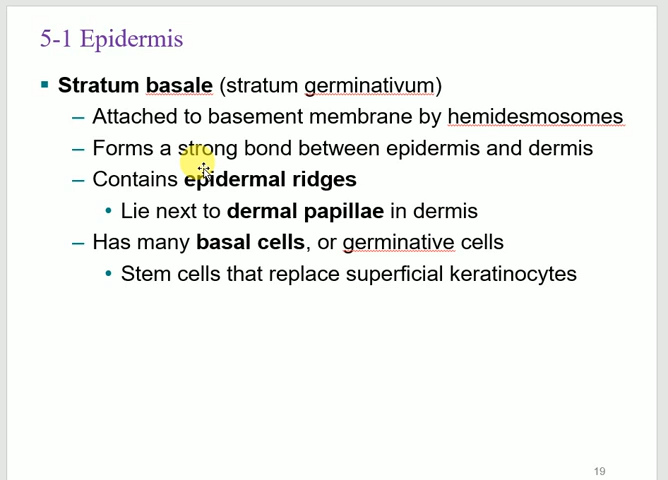 5-1 Epidermis
▪ Stratum basale (stratum germinativum)
– Attached to basement membrane by hemidesmosomes
– Forms a strong bond between epidermis and dermis
– Contains epidermal ridges
• Lie next to dermal papillae in dermis
– Has many basal cells, or germinative cells
• Stem cells that replace superficial keratinocytes
19